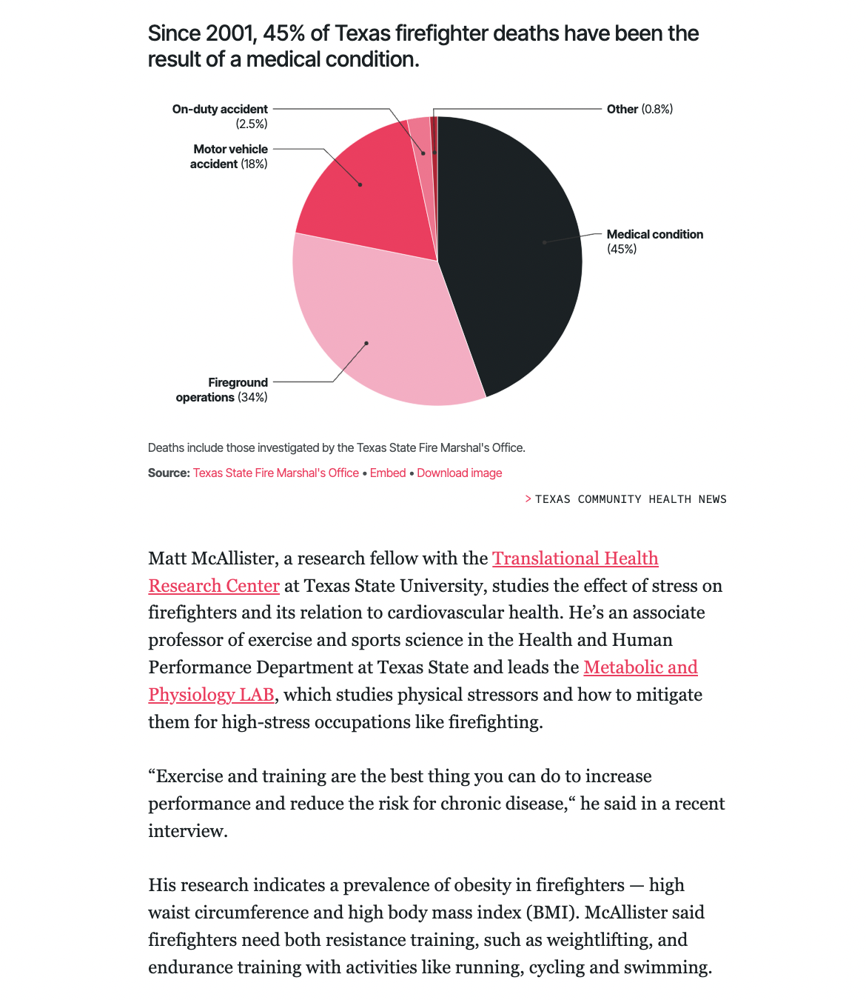 Since 2001, 45% of Texas firefighter deaths have been the
result of a medical condition.
On-duty accident
(2.5%)
Other (0.8%)
Motor vehicle
accident (18%)
Medical condition
(45%)
Fireground
operations (34%)
Deaths include those investigated by the Texas State Fire Marshal's Office.
Source: Texas State Fire Marshal's Office • Embed • Download image
> TEXAS COMMUNITY HEALTH NEWS
Matt McAllister, a research fellow with the Translational Health
Research Center at Texas State University, studies the effect of stress on
firefighters and its relation to cardiovascular health. He’s an associate
professor of exercise and sports science in the Health and Human
Performance Department at Texas State and leads the Metabolic and
Physiology LAB, which studies physical stressors and how to mitigate
them for high-stress occupations like firefighting.
“Exercise and training are the best thing you can do to increase
performance and reduce the risk for chronic disease,“ he said in a recent
interview.
His research indicates a prevalence of obesity in firefighters — high
waist circumference and high body mass index (BMI). McAllister said
firefighters need both resistance training, such as weightlifting, and
endurance training with activities like running, cycling and swimming.